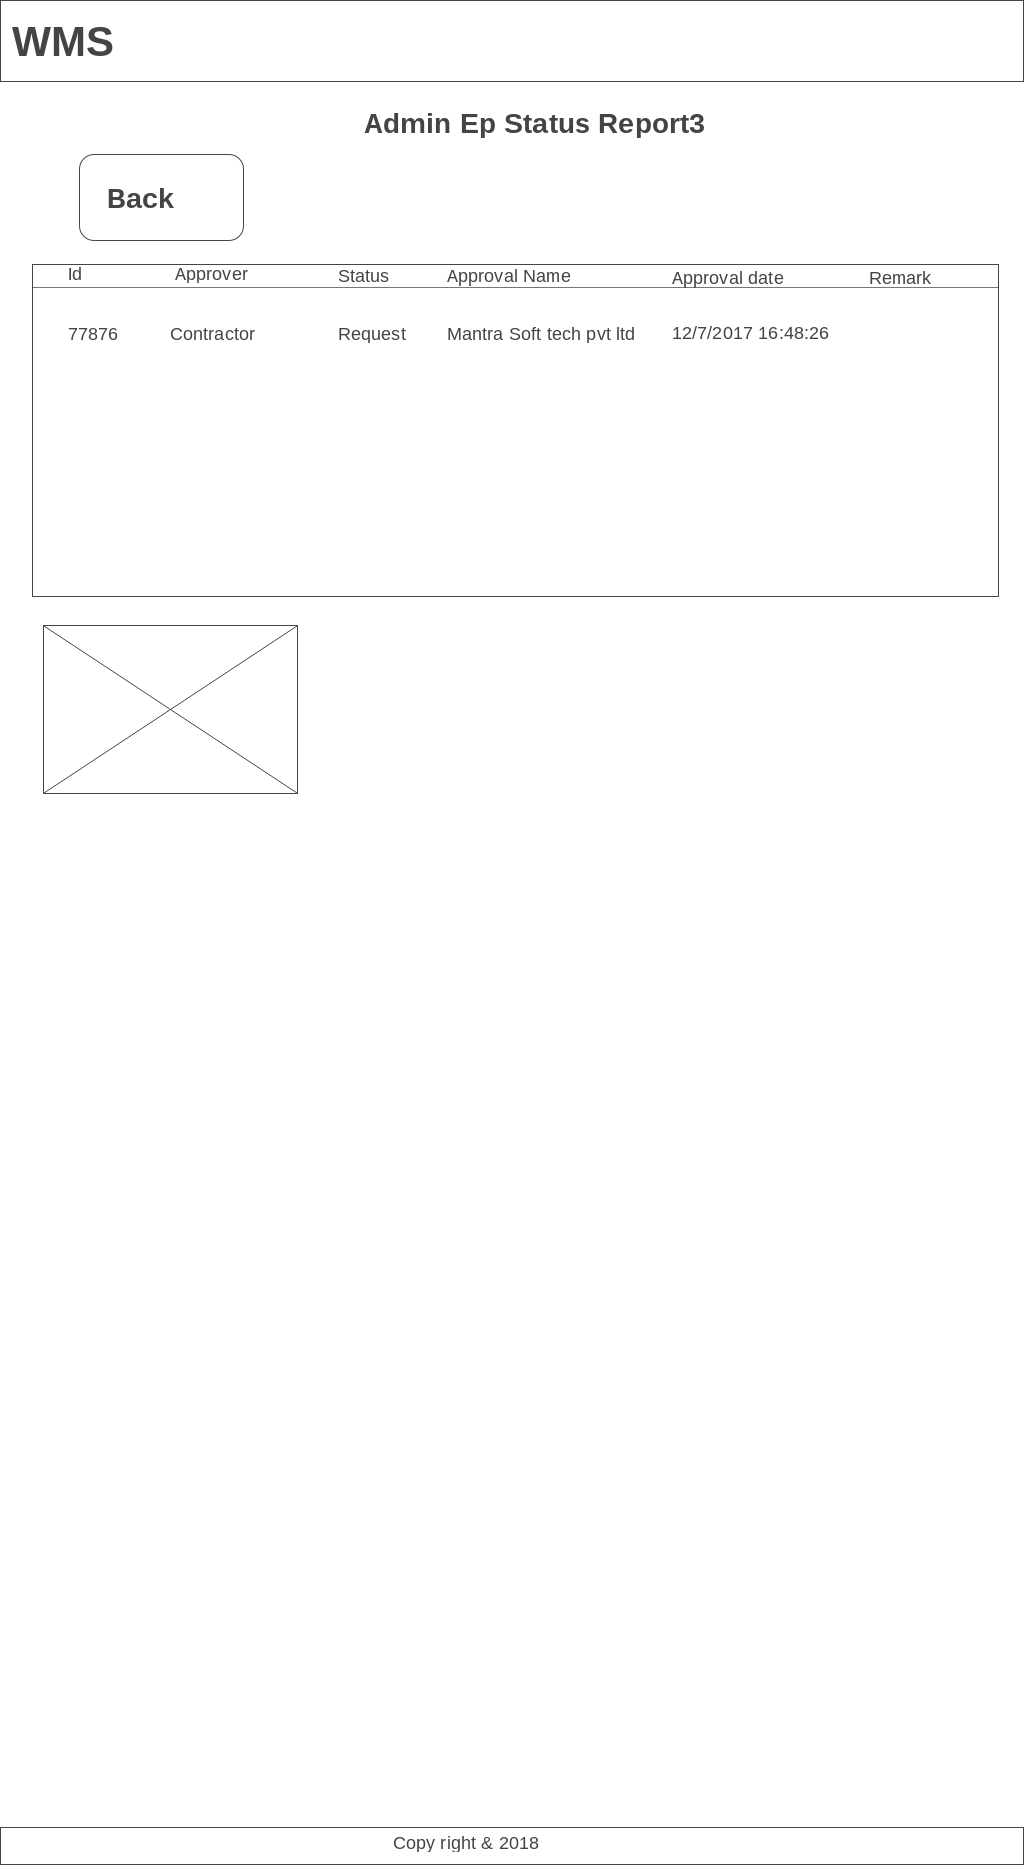 WMS
Admin Ep Status Report3
Back
Id Approver Status Approval Name Approval date Remark
77876 Contractor Request Mantra Soft tech pvt ltd 12/7/2017 16:48:26
Copy right & 2018